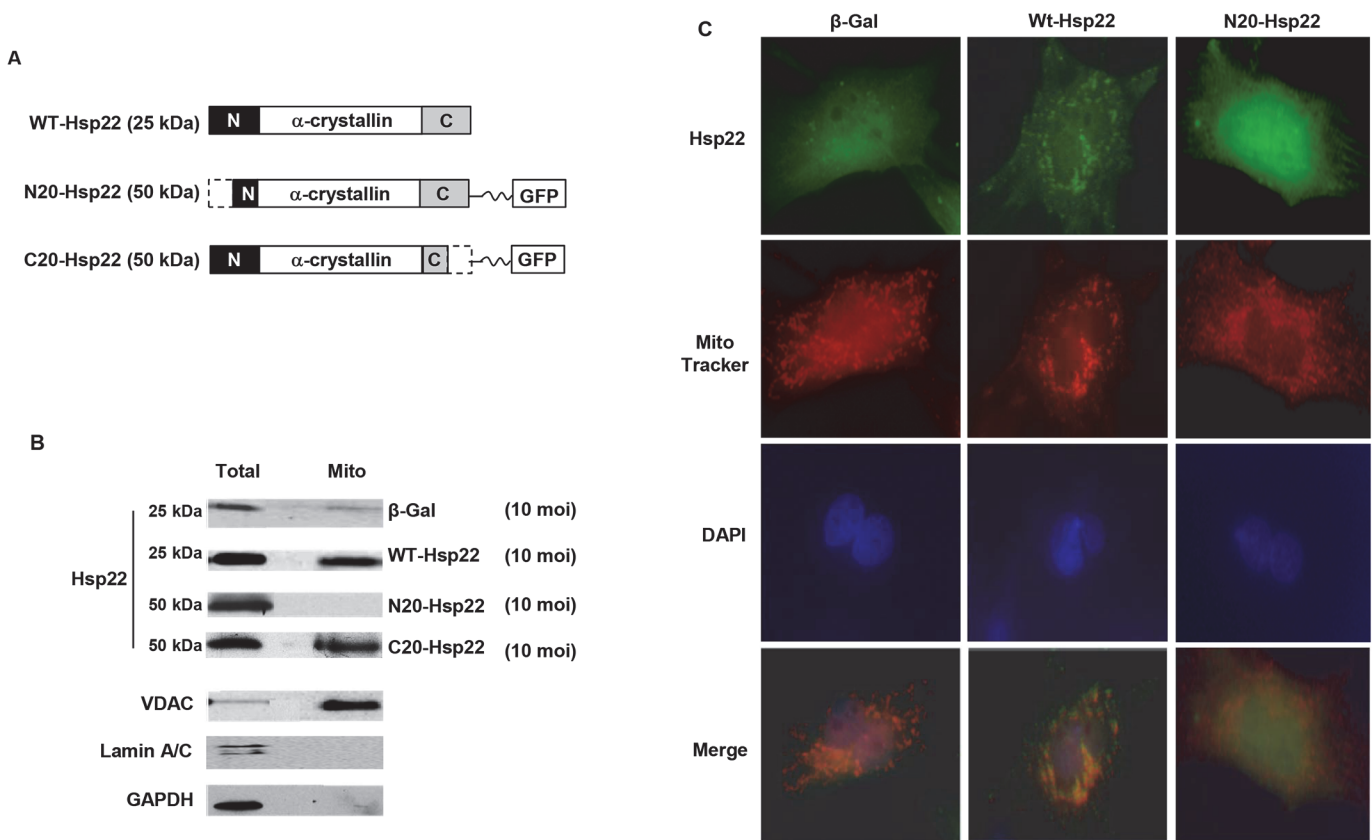 A
WT-Hsp22 (25 kDa)
N
α-crystallin
C
N20-Hsp22 (50 kDa)
N
α-crystallin
C
GFP
C20-Hsp22 (50 kDa)
N
α-crystallin
C
GFP
B
Total
Mito
Hsp22
25 kDa
β-Gal
(10 moi)
25 kDa
WT-Hsp22
(10 moi)
50 kDa
N20-Hsp22
(10 moi)
50 kDa
C20-Hsp22
(10 moi)
VDAC
Lamin A/C
GAPDH
C
β-Gal
Wt-Hsp22
N20-Hsp22
Hsp22
Mito
Tracker
DAPI
Merge